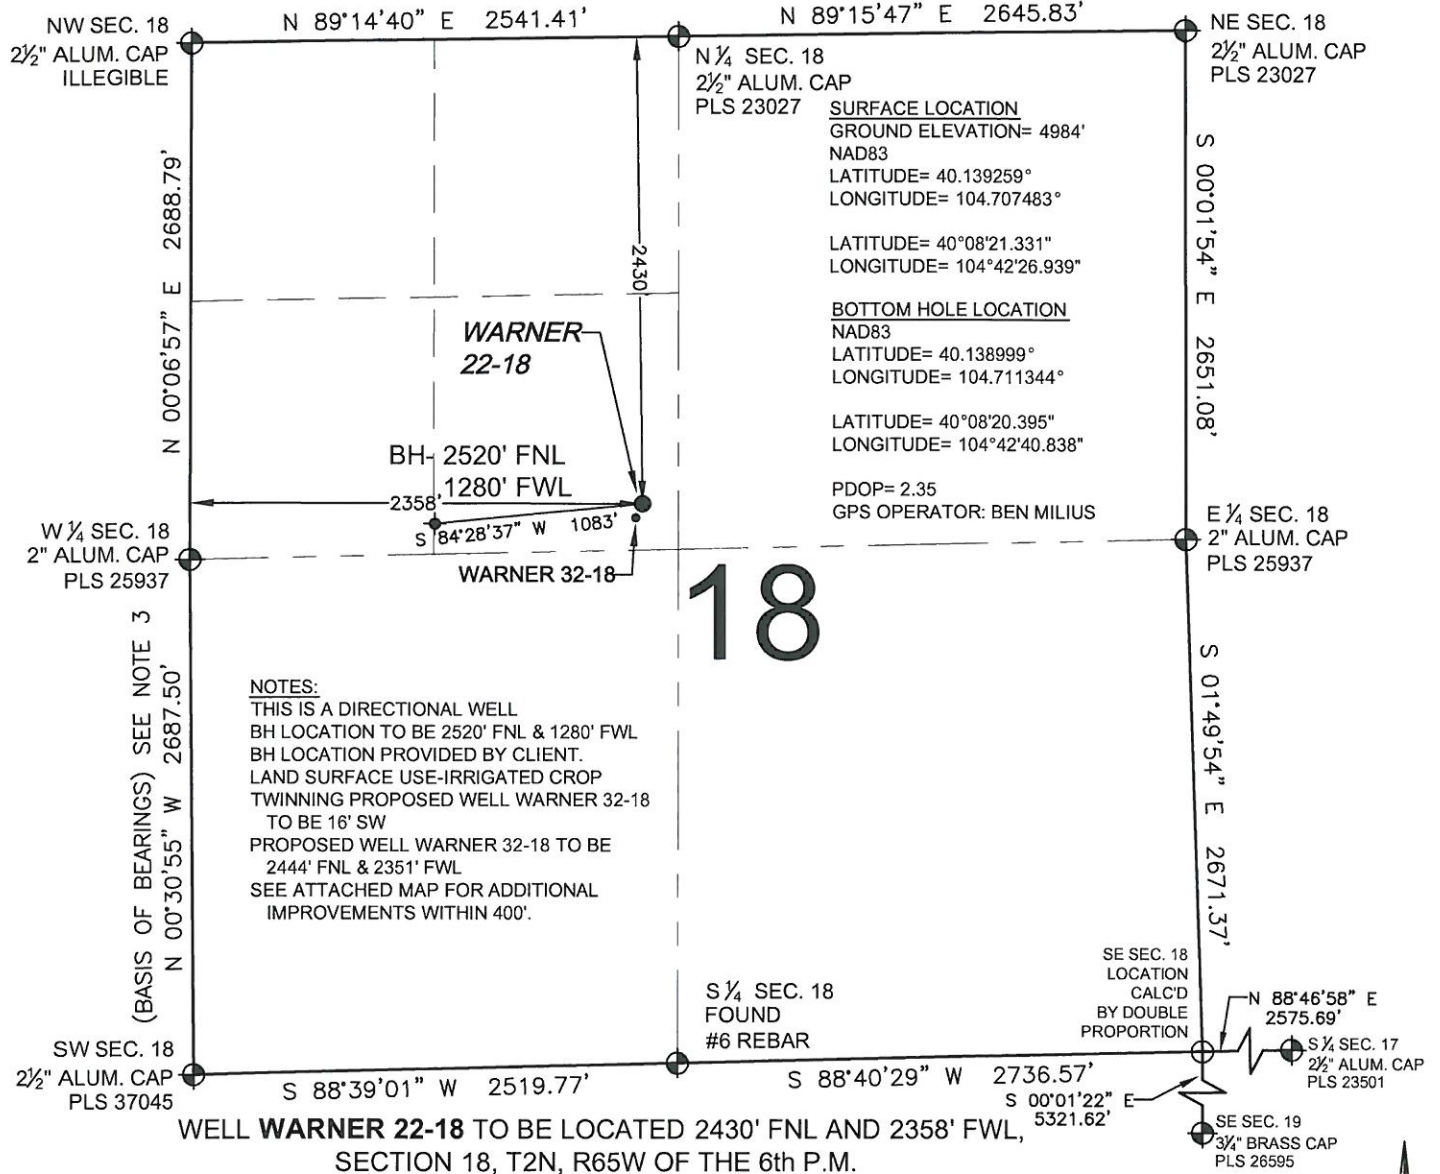 N 89°14'40" E 2541.41'
N 89°15'47" E 2645.83'
NW SEC. 18
2½" ALUM. CAP
ILLEGIBLE
N ¼ SEC. 18
2½" ALUM. CAP
PLS 23027
NE SEC. 18
2½" ALUM. CAP
PLS 23027
SURFACE LOCATION
GROUND ELEVATION= 4984'
NAD83
LATITUDE= 40.139259°
LONGITUDE= 104.707483°
LATITUDE= 40°08'21.331"
LONGITUDE= 104°42'26.939"
BOTTOM HOLE LOCATION
NAD83
LATITUDE= 40.138999°
LONGITUDE= 104.711344°
LATITUDE= 40°08'20.395"
LONGITUDE= 104°42'40.838"
PDOP= 2.35
GPS OPERATOR: BEN MILIUS
N 00°06'57" E 2688.79'
S 00°01'54" E 2651.08'
2430'
WARNER
22-18
BH- 2520' FNL
1280' FWL
2358'
S 84°28'37" W 1083'
WARNER 32-18
W ¼ SEC. 18
2" ALUM. CAP
PLS 25937
E ¼ SEC. 18
2" ALUM. CAP
PLS 25937
18
(BASIS OF BEARINGS) SEE NOTE 3
N 00°30'55" W 2687.50'
S 01°49'54" E 2671.37'
NOTES:
THIS IS A DIRECTIONAL WELL
BH LOCATION TO BE 2520' FNL & 1280' FWL
BH LOCATION PROVIDED BY CLIENT.
LAND SURFACE USE-IRRIGATED CROP
TWINNING PROPOSED WELL WARNER 32-18
TO BE 16' SW
PROPOSED WELL WARNER 32-18 TO BE
2444' FNL & 2351' FWL
SEE ATTACHED MAP FOR ADDITIONAL
IMPROVEMENTS WITHIN 400'.
SW SEC. 18
2½" ALUM. CAP
PLS 37045
S ¼ SEC. 18
FOUND
#6 REBAR
SE SEC. 18
LOCATION
CALC'D
BY DOUBLE
PROPORTION
N 88°46'58" E
2575.69'
S ¼ SEC. 17
2½" ALUM. CAP
PLS 23501
S 88°39'01" W 2519.77'
S 88°40'29" W 2736.57'
S 00°01'22" E
5321.62'
SE SEC. 19
3¼" BRASS CAP
PLS 26595
WELL WARNER 22-18 TO BE LOCATED 2430' FNL AND 2358' FWL,
SECTION 18, T2N, R65W OF THE 6th P.M.